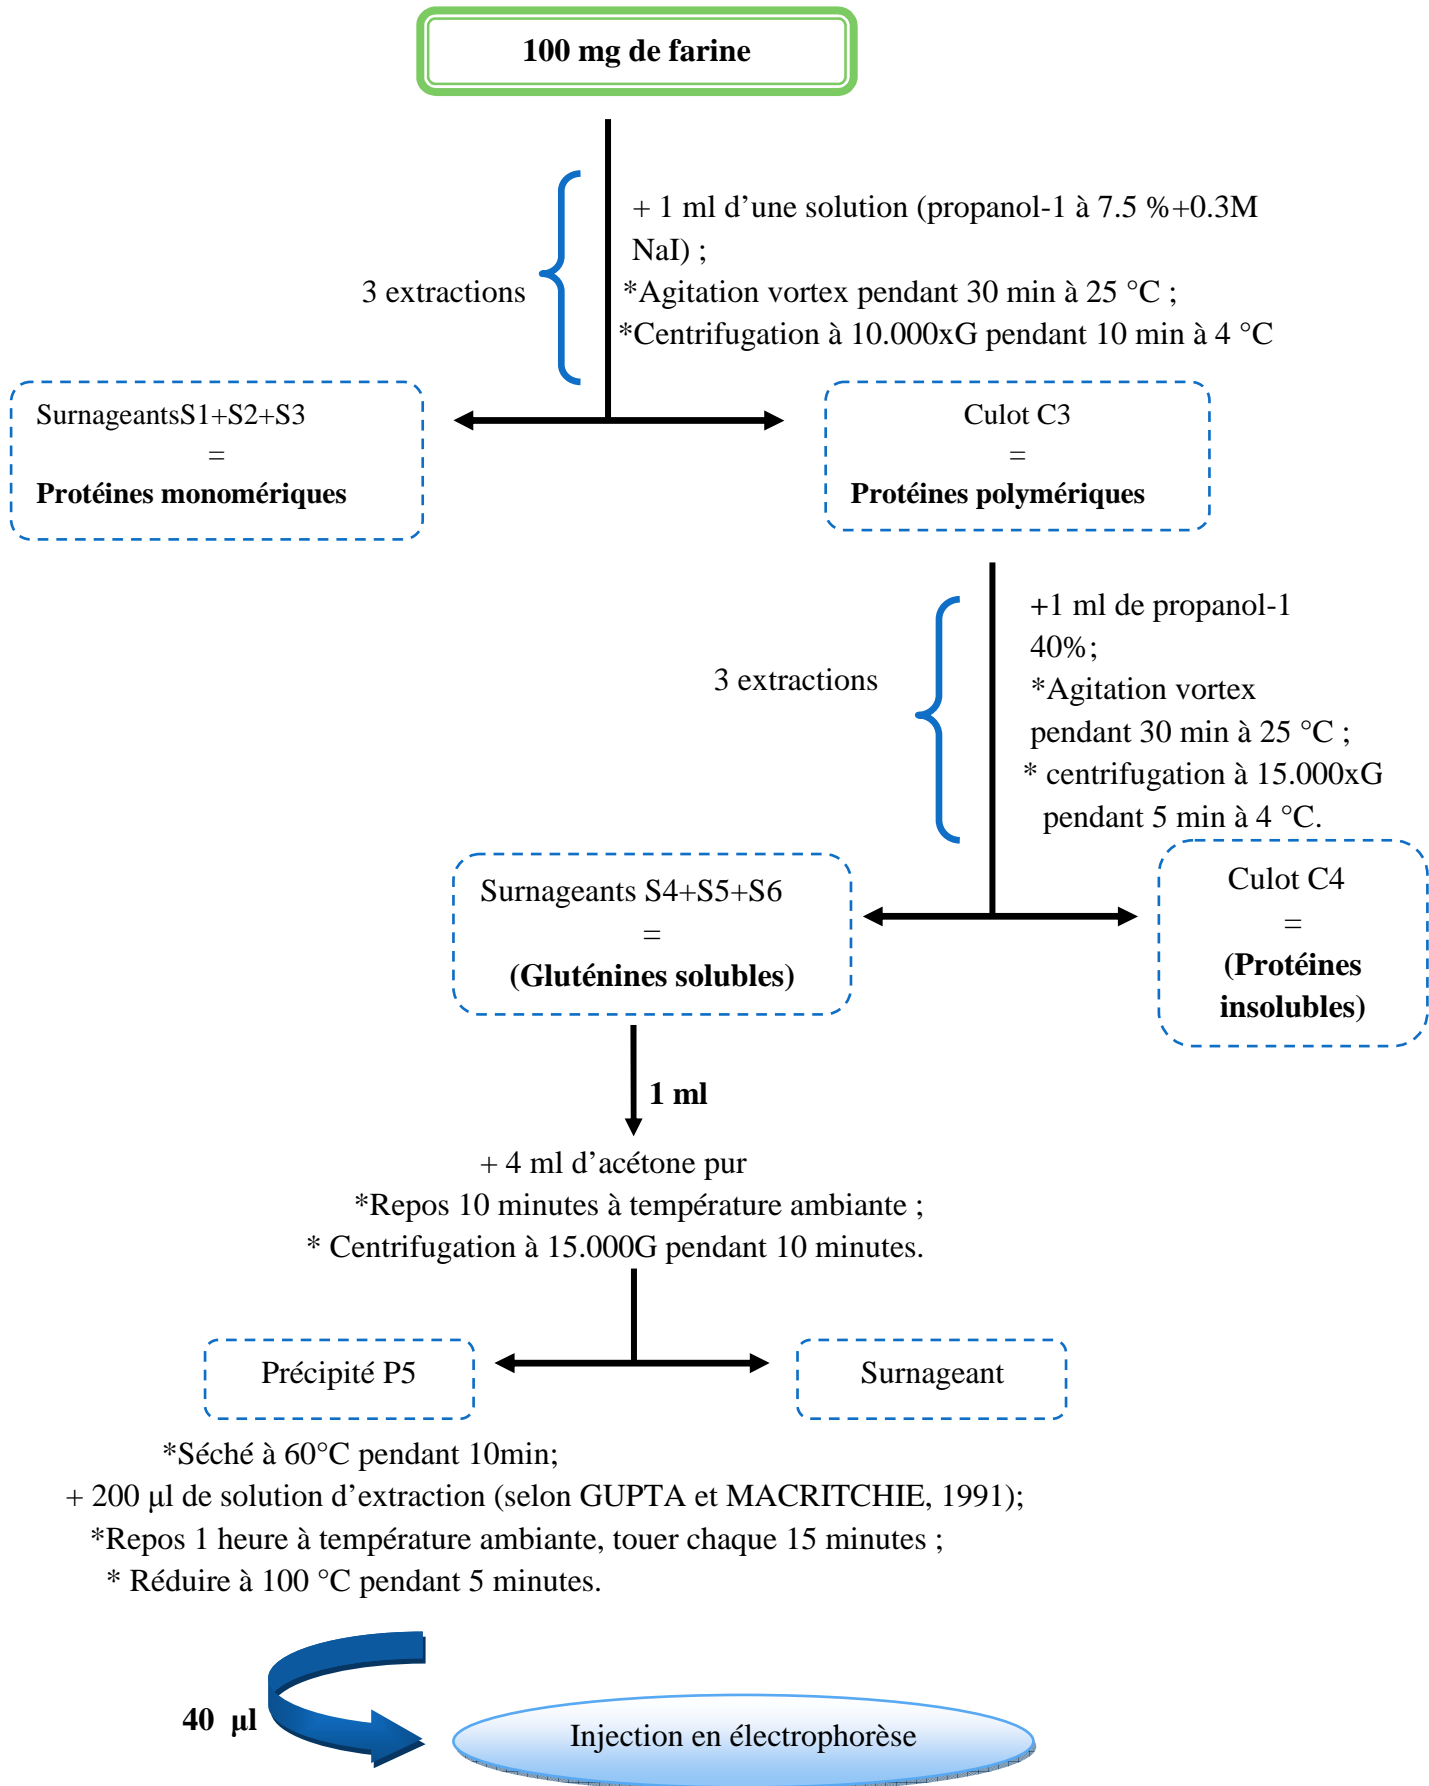 100 mg de farine
+ 1 ml d’une solution (propanol-1 à 7.5 %+0.3M
NaI) ;
3 extractions
*Agitation vortex pendant 30 min à 25 °C ;
*Centrifugation à 10.000xG pendant 10 min à 4 °C
SurnageantsS1+S2+S3
=
Protéines monomériques
Culot C3
=
Protéines polymériques
+1 ml de propanol-1
40%;
3 extractions
*Agitation vortex
pendant 30 min à 25 °C ;
* centrifugation à 15.000xG
pendant 5 min à 4 °C.
Surnageants S4+S5+S6
=
(Gluténines solubles)
Culot C4
=
(Protéines
insolubles)
1 ml
+ 4 ml d’acétone pur
*Repos 10 minutes à température ambiante ;
* Centrifugation à 15.000G pendant 10 minutes.
Précipité P5
Surnageant
*Séché à 60°C pendant 10min;
+ 200 µl de solution d’extraction (selon GUPTA et MACRITCHIE, 1991);
*Repos 1 heure à température ambiante, touer chaque 15 minutes ;
* Réduire à 100 °C pendant 5 minutes.
40 µl
Injection en électrophorèse